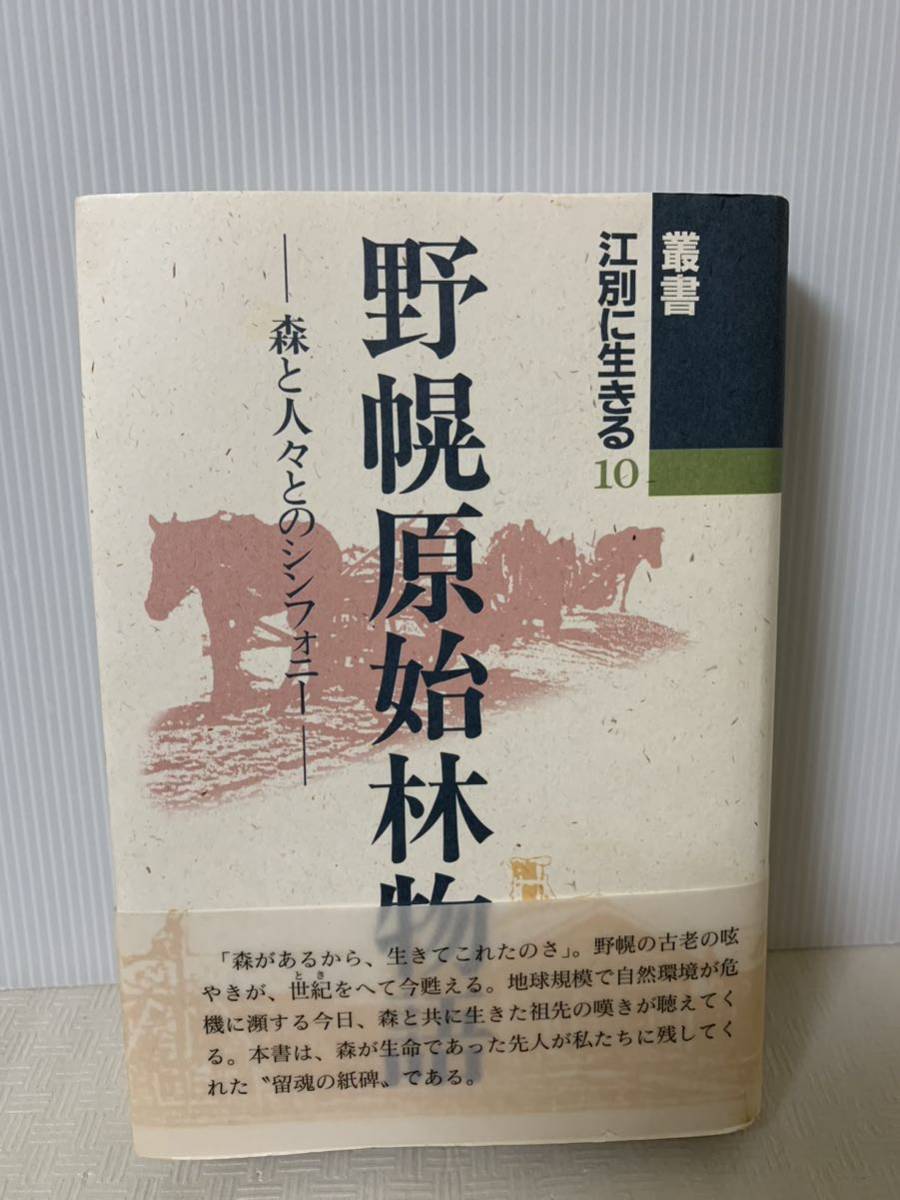 叢書
江別に生きる10
野幌原始林物語
―森と人々とのシンフォニー―
「森があるから、生きてこれたのさ」。野幌の古老の呟
やきが、世紀をへて今甦える。地球規模で自然環境が危
機に瀕する今日、森と共に生きた祖先の嘆きが聴えてく
る。本書は、森が生命であった先人が私たちに残してく
れた〝留魂の紙碑〟である。
とき